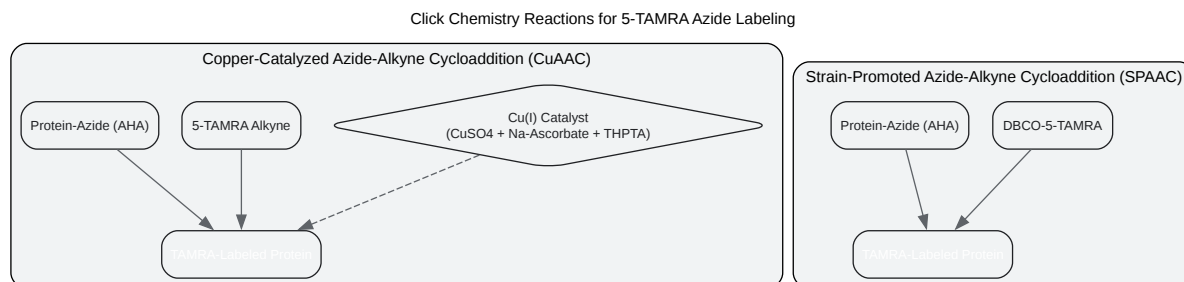 Click Chemistry Reactions for 5-TAMRA Azide Labeling
Copper-Catalyzed Azide-Alkyne Cycloaddition (CuAAC)
Protein-Azide (AHA)
5-TAMRA Alkyne
Cu(I) Catalyst
(CuSO4 + Na-Ascorbate + THPTA)
TAMRA-Labeled Protein
Strain-Promoted Azide-Alkyne Cycloaddition (SPAAC)
Protein-Azide (AHA)
DBCO-5-TAMRA
TAMRA-Labeled Protein